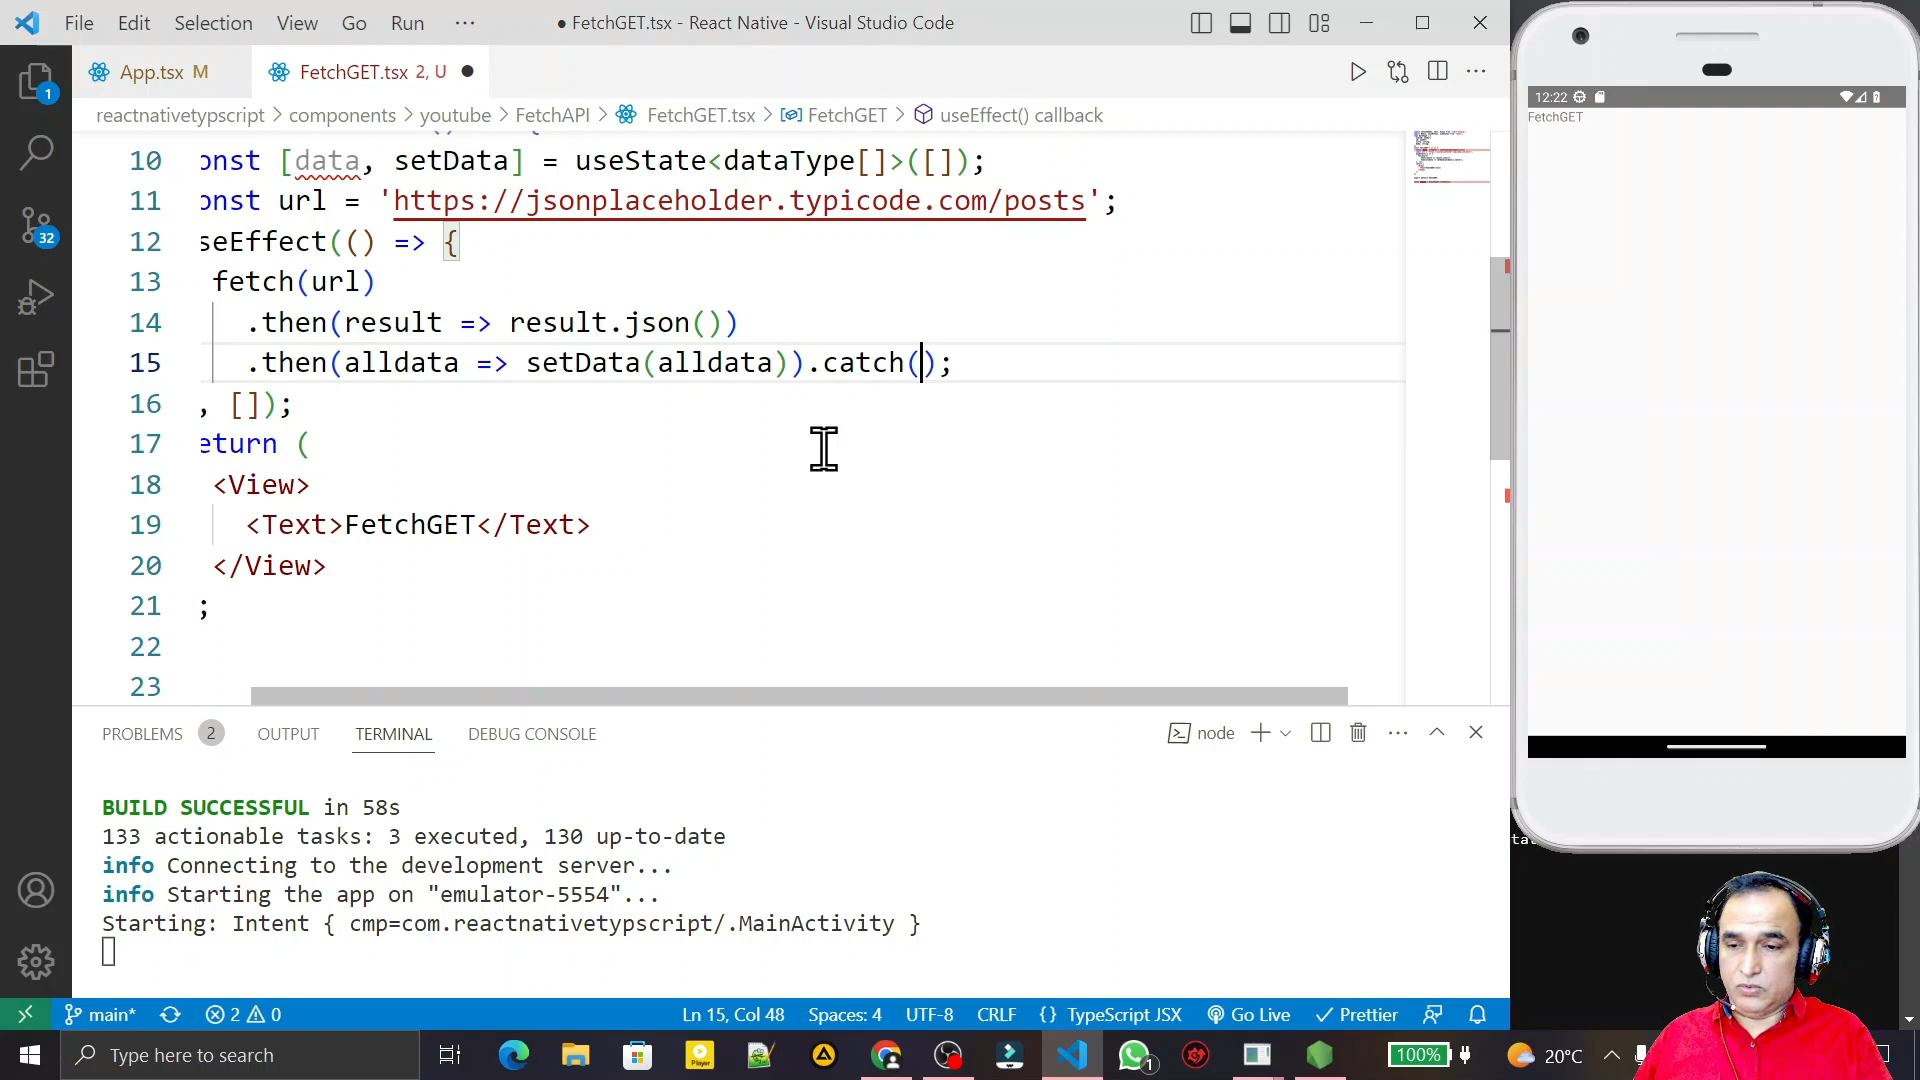 File Edit Selection View Go Run ···
● FetchGET.tsx - React Native - Visual Studio Code
App.tsx M
FetchGET.tsx 2, U ●
reactnativetypscript > components > youtube > FetchAPI > FetchGET.tsx > FetchGET > useEffect() callback
10 onst [data, setData] = useState<dataType[]>([]);
11 onst url = 'https://jsonplaceholder.typicode.com/posts';
12 seEffect(() => {
13 fetch(url)
14 .then(result => result.json())
15 .then(alldata => setData(alldata)).catch();
16 , []);
17 eturn (
18 <View>
19 <Text>FetchGET</Text>
20 </View>
21 ;
22
23
PROBLEMS 2 OUTPUT TERMINAL DEBUG CONSOLE
node
BUILD SUCCESSFUL in 58s
133 actionable tasks: 3 executed, 130 up-to-date
info Connecting to the development server...
info Starting the app on "emulator-5554"...
Starting: Intent { cmp=com.reactnativetypscript/.MainActivity }
1
32
main* 2 0
Ln 15, Col 48 Spaces: 4 UTF-8 CRLF {} TypeScript JSX Go Live Prettier
Type here to search
Player
1
100%
20°C
12:22
FetchGET